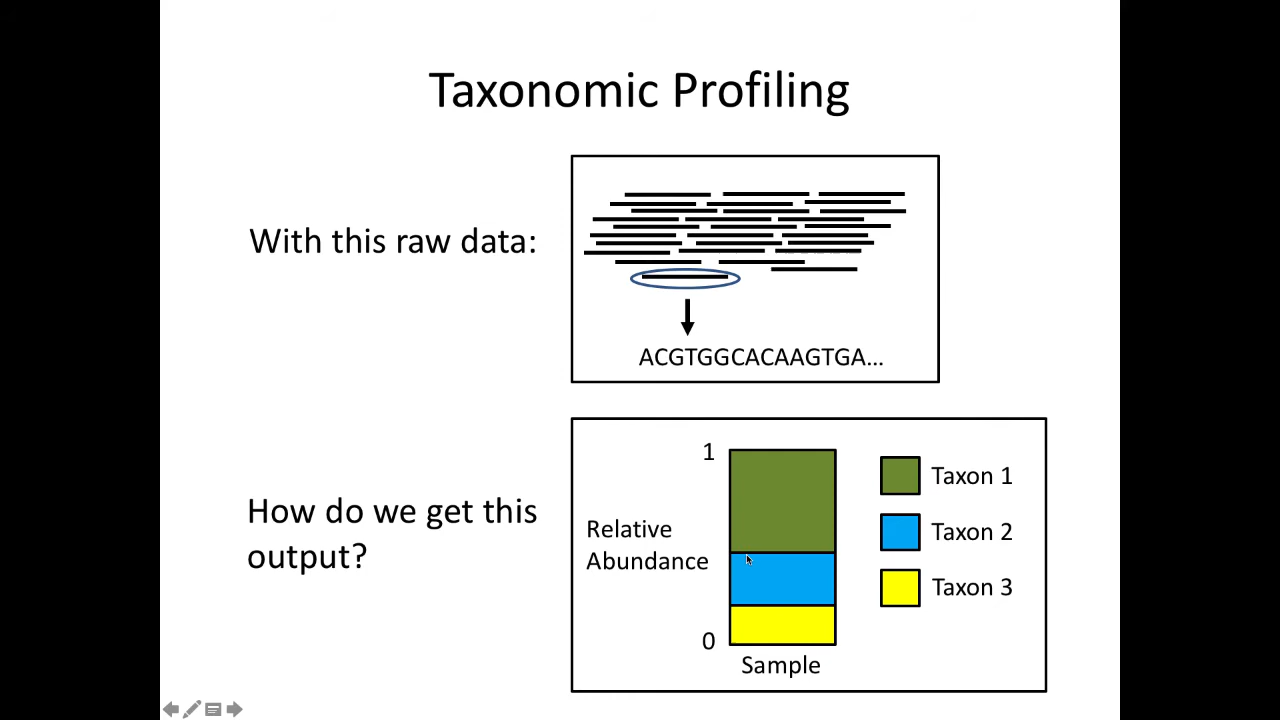 Taxonomic Profiling
With this raw data:
ACGTGGCACAAGTGA...
How do we get this
output?
Relative
Abundance
1
0
Sample
Taxon 1
Taxon 2
Taxon 3